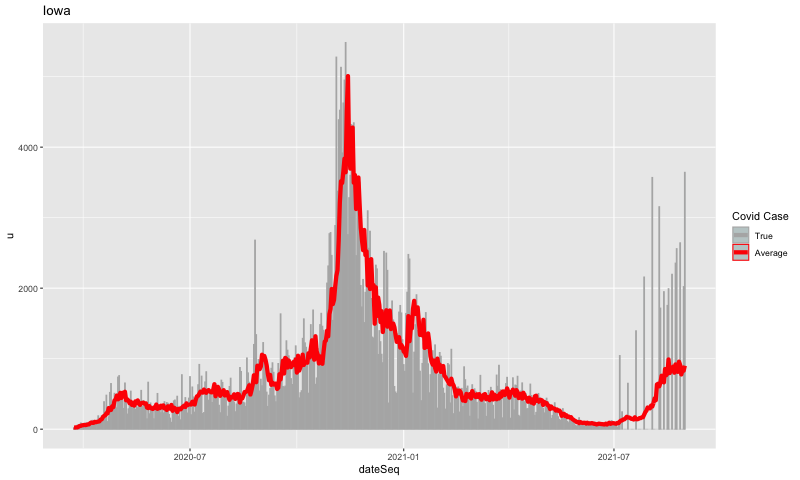 Iowa
4000
2000
0
u
2020-07
2021-01
2021-07
dateSeq
Covid Case
True
Average